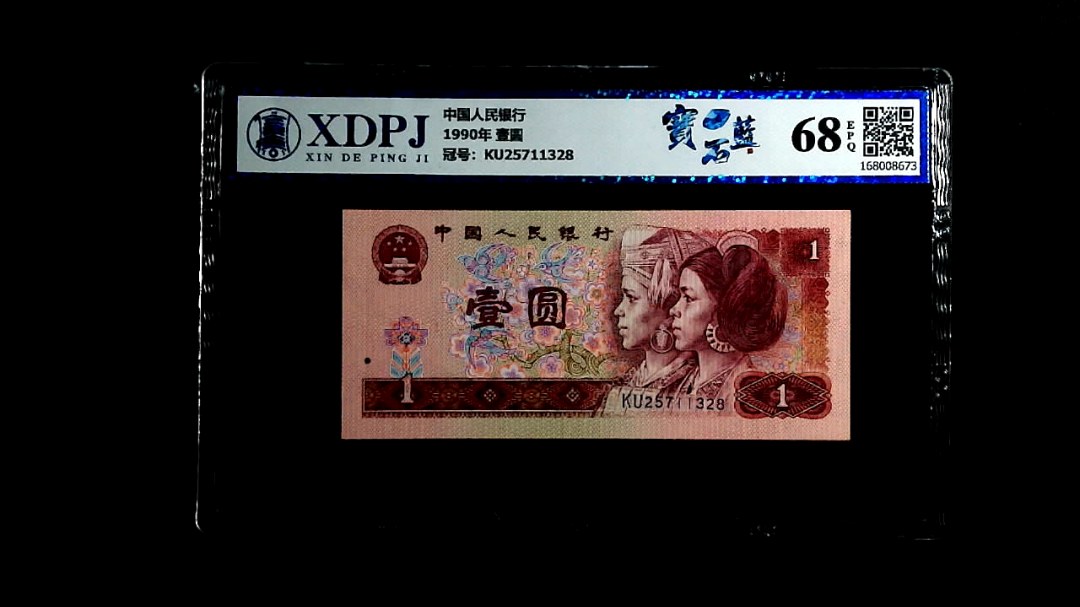 XDPJ
XIN DE PING JI
中国人民银行
1990年 壹圆
冠号: KU25711328
寶石藍
68
EPQ
168008673
中国人民银行
1
壹圆
1
KU25711328
1